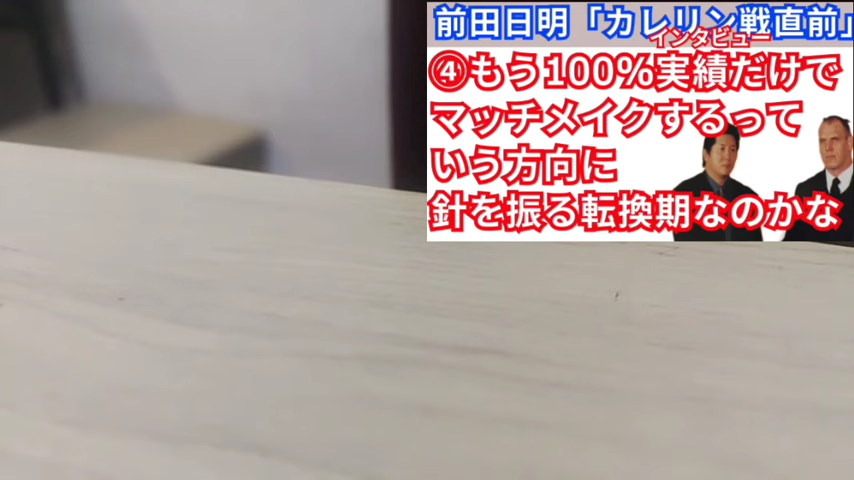 前田日明「カレリン戦直前」
インタビュー
④もう100%実績だけで
マッチメイクするって
いう方向に
針を振る転換期なのかな